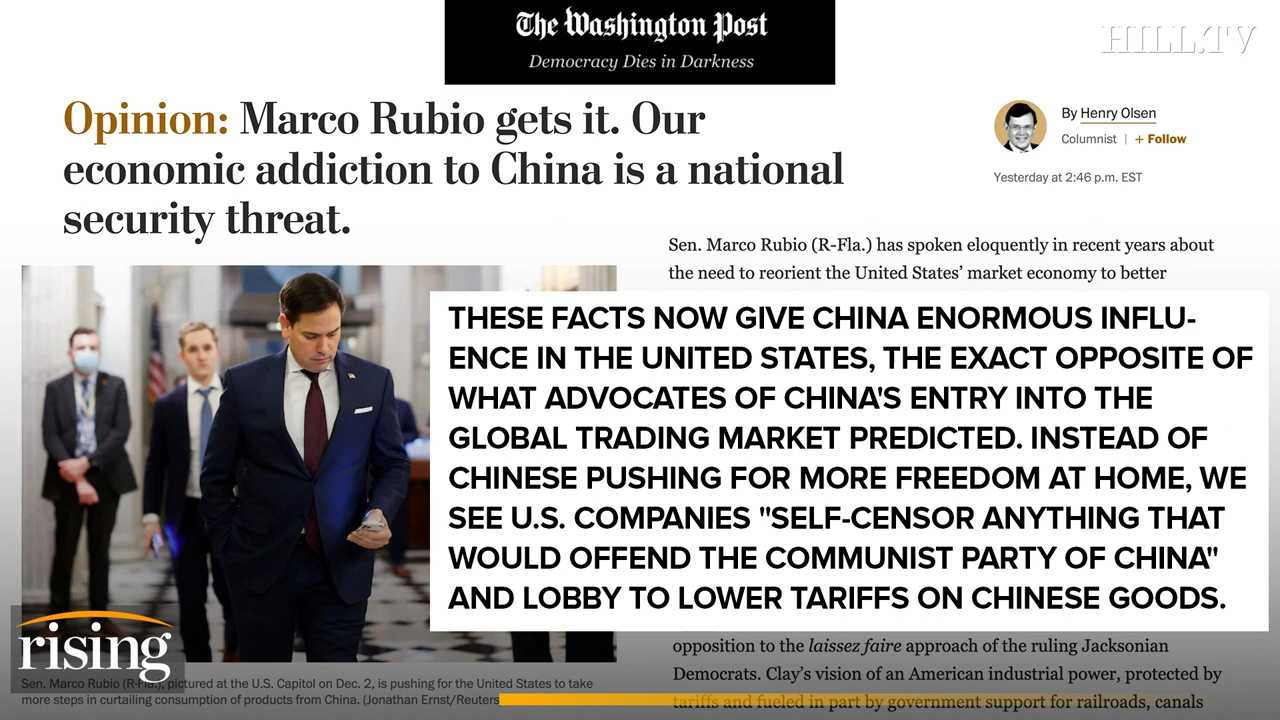 The Washington Post
Democracy Dies in Darkness
HILL.TV
Opinion: Marco Rubio gets it. Our
economic addiction to China is a national
security threat.
By Henry Olsen
Columnist | + Follow
Yesterday at 2:46 p.m. EST
Sen. Marco Rubio (R-Fla.) has spoken eloquently in recent years about
the need to reorient the United States’ market economy to better
THESE FACTS NOW GIVE CHINA ENORMOUS INFLU-
ENCE IN THE UNITED STATES, THE EXACT OPPOSITE OF
WHAT ADVOCATES OF CHINA'S ENTRY INTO THE
GLOBAL TRADING MARKET PREDICTED. INSTEAD OF
CHINESE PUSHING FOR MORE FREEDOM AT HOME, WE
SEE U.S. COMPANIES "SELF-CENSOR ANYTHING THAT
WOULD OFFEND THE COMMUNIST PARTY OF CHINA"
AND LOBBY TO LOWER TARIFFS ON CHINESE GOODS.
opposition to the laissez faire approach of the ruling Jacksonian
Democrats. Clay’s vision of an American industrial power, protected by
tariffs and fueled in part by government support for railroads, canals
rising
Sen. Marco Rubio (R-Fla.), pictured at the U.S. Capitol on Dec. 2, is pushing for the United States to take
more steps in curtailing consumption of products from China. (Jonathan Ernst/Reuters